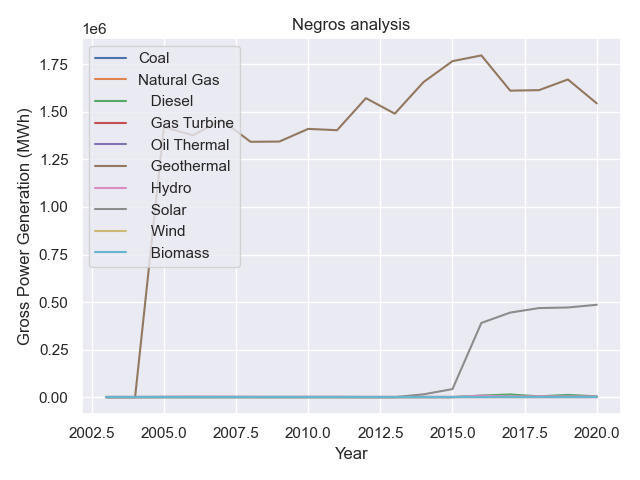 Negros analysis
1e6
Coal
Natural Gas
Diesel
Gas Turbine
Oil Thermal
Geothermal
Hydro
Solar
Wind
Biomass
Gross Power Generation (MWh)
1.75
1.50
1.25
1.00
0.75
0.50
0.25
0.00
2002.5 2005.0 2007.5 2010.0 2012.5 2015.0 2017.5 2020.0
Year